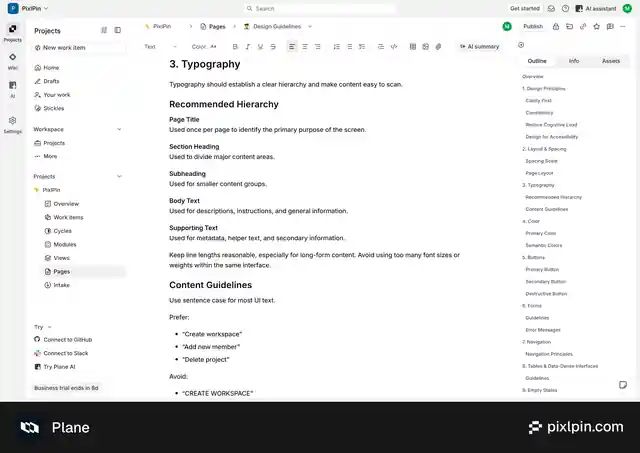 PixlPin
Search
Get started
AI assistant
M
Projects
Wiki
AI
Settings
Projects
New work item
Home
Drafts
Your work
Stickies
Workspace
Projects
More
Projects
PixlPin
Overview
Work items
Cycles
Modules
Views
Pages
Intake
Try
Connect to GitHub
Connect to Slack
Try Plane AI
Business trial ends in 8d
PixlPin
Pages
Design Guidelines
M
Publish
Text
Color
B
AI summary
3. Typography
Typography should establish a clear hierarchy and make content easy to scan.
Recommended Hierarchy
Page Title
Used once per page to identify the primary purpose of the screen.
Section Heading
Used to divide major content areas.
Subheading
Used for smaller content groups.
Body Text
Used for descriptions, instructions, and general information.
Supporting Text
Used for metadata, helper text, and secondary information.
Keep line lengths reasonable, especially for long-form content. Avoid using too many font sizes or
weights within the same interface.
Content Guidelines
Use sentence case for most UI text.
Prefer:
• “Create workspace”
• “Add new member”
• “Delete project”
Avoid:
• “CREATE WORKSPACE”
Outline
Info
Assets
Overview
1. Design Principles
Clarity First
Consistency
Reduce Cognitive Load
Design for Accessibility
2. Layout & Spacing
Spacing Scale
Page Layout
3. Typography
Recommended Hierarchy
Content Guidelines
4. Color
Primary Color
Semantic Colors
5. Buttons
Primary Button
Secondary Button
Destructive Button
6. Forms
Guidelines
Error Messages
7. Navigation
Navigation Principles
8. Tables & Data-Dense Interfaces
Guidelines
9. Empty States
Plane
pixlpin.com